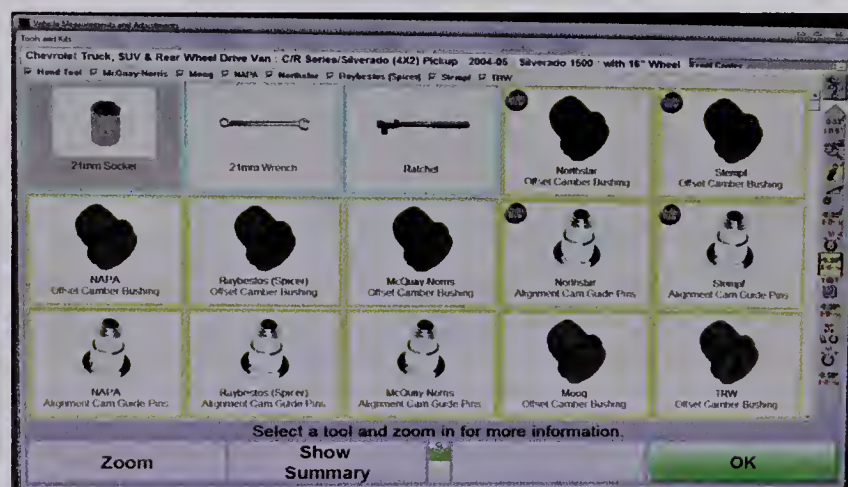 Vehicle Measurements and Adjustments
Tools and Kits
Chevrolet Truck, SUV & Rear Wheel Drive Van : C/R Series/Silverado (4X2) Pickup 2004-05 Silverado 1500 : with 16" Wheel Front Camber
Hand Tool McQuay-Norris Moog NAPA Northstar Raybestos (Spicer) Stempf TRW
21mm Socket
21mm Wrench
Ratchet
Northstar
Offset Camber Bushing
Stempf
Offset Camber Bushing
NAPA
Offset Camber Bushing
Raybestos (Spicer)
Offset Camber Bushing
McQuay Norris
Offset Camber Bushing
Northstar
Alignment Cam Guide Pins
Stempf
Alignment Cam Guide Pins
NAPA
Alignment Cam Guide Pins
Raybestos (Spicer)
Alignment Cam Guide Pins
McQuay Norris
Alignment Cam Guide Pins
Moog
Offset Camber Bushing
TRW
Offset Camber Bushing
Select a tool and zoom in for more information.
Zoom
Show
Summary
OK